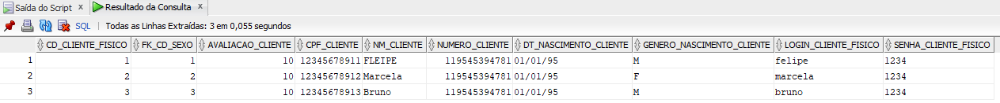 Saída do Script x Resultado da Consulta x
SQL | Todas as Linhas Extraídas: 3 em 0,055 segundos
CD_CLIENTE_FISICO FK_CD_SEXO AVALIACAO_CLIENTE CPF_CLIENTE NM_CLIENTE NUMERO_CLIENTE DT_NASCIMENTO_CLIENTE GENERO_NASCIMENTO_CLIENTE LOGIN_CLIENTE_FISICO SENHA_CLIENTE_FISICO
1 1 1 10 12345678911 FLEIPE 119545394781 01/01/95 M felipe 1234
2 2 2 10 12345678912 Marcela 119545394781 01/01/95 F marcela 1234
3 3 3 10 12345678913 Bruno 119545394781 01/01/95 M bruno 1234